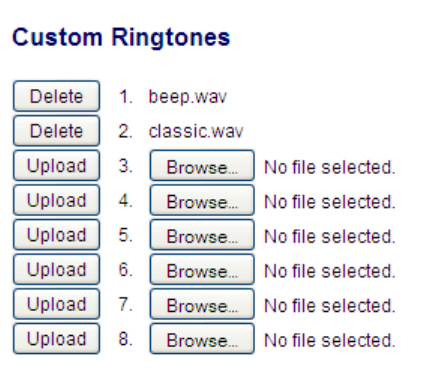 Custom Ringtones
Delete 1. beep.wav
Delete 2. classic.wav
Upload 3. Browse... No file selected.
Upload 4. Browse... No file selected.
Upload 5. Browse... No file selected.
Upload 6. Browse... No file selected.
Upload 7. Browse... No file selected.
Upload 8. Browse... No file selected.